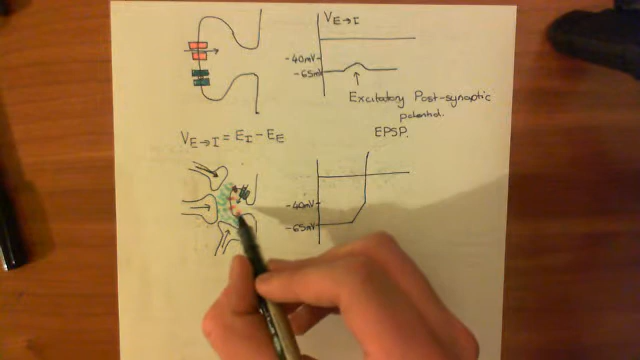 V E→I
-40mV
-65mV
Excitatory Post-synaptic
potential.
EPSP.
V E→I = E I - E E
-40mV
-65mV